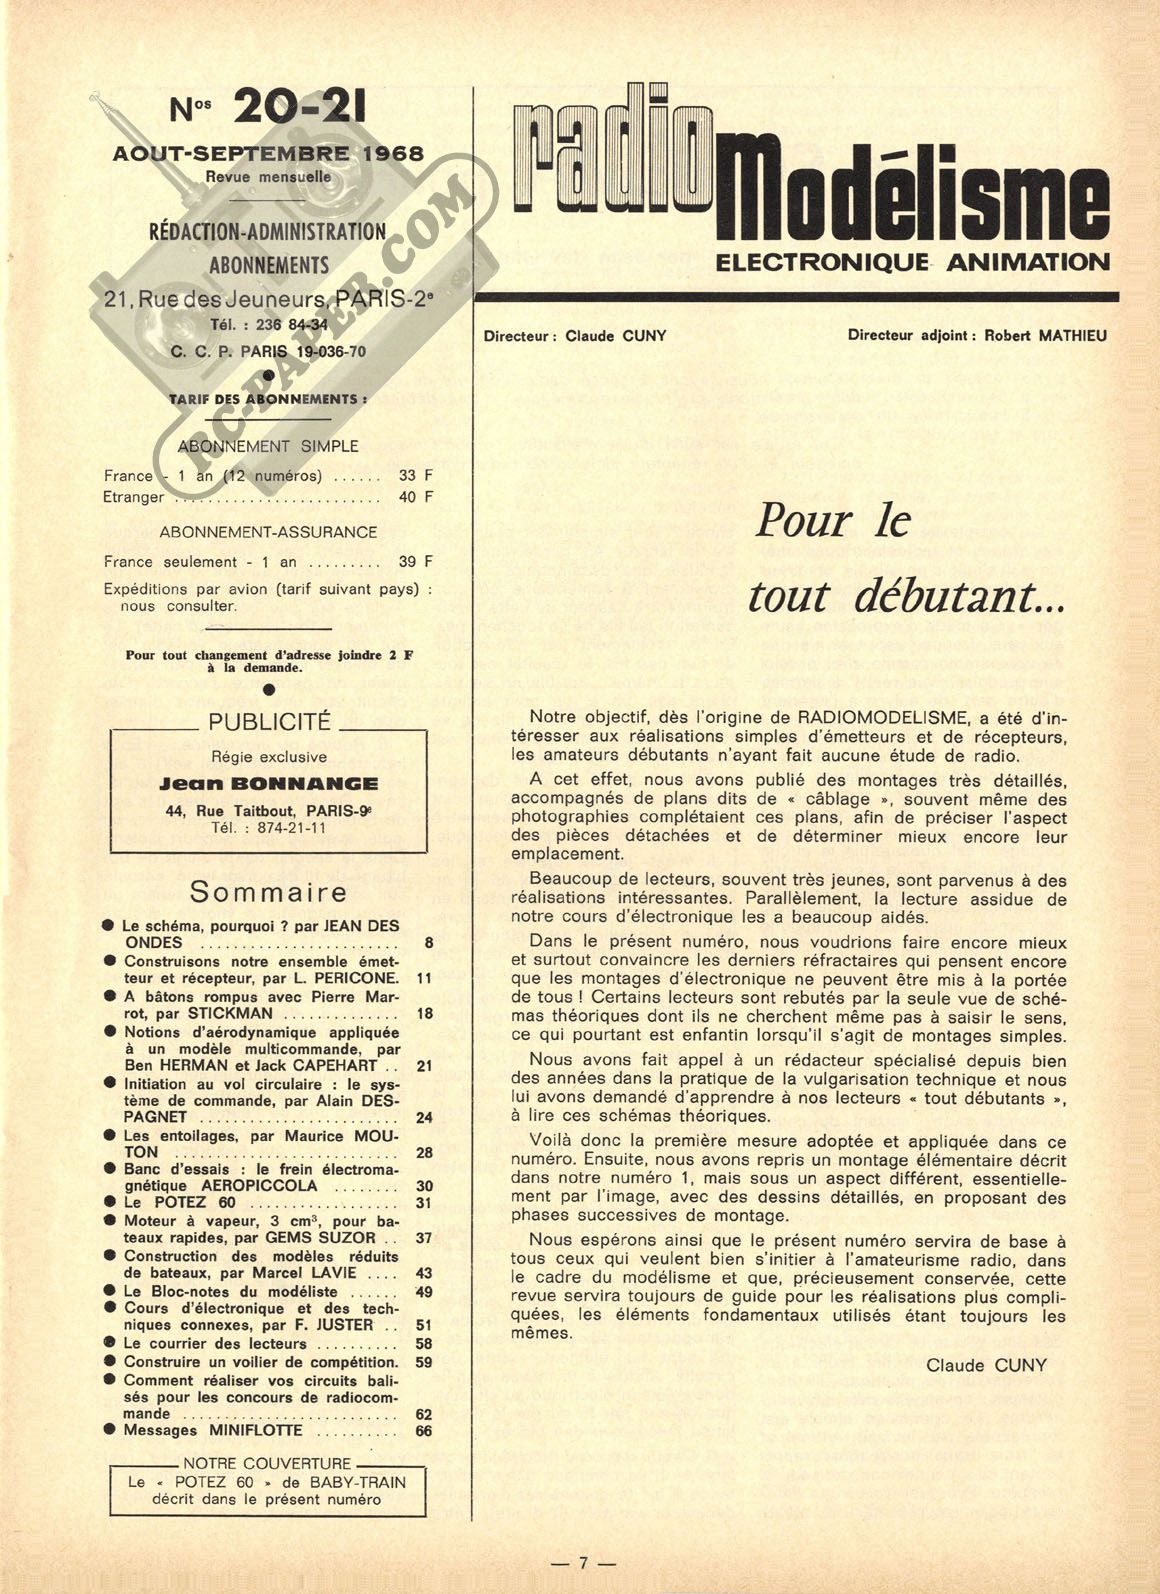 Nos 20-21
AOUT-SEPTEMBRE 1968
Revue mensuelle
RÉDACTION-ADMINISTRATION
ABONNEMENTS
21, Rue des Jeuneurs, PARIS-2e
Tél. : 236 84-34
C. C. P. PARIS 19-036-70
TARIF DES ABONNEMENTS :
ABONNEMENT SIMPLE
France - 1 an (12 numéros) ...... 33 F
Etranger ........................ 40 F
ABONNEMENT-ASSURANCE
France seulement - 1 an ......... 39 F
Expéditions par avion (tarif suivant pays) :
nous consulter.
Pour tout changement d'adresse joindre 2 F
à la demande.
PUBLICITÉ
Régie exclusive
Jean BONNANGE
44, Rue Taitbout, PARIS-9e
Tél. : 874-21-11
Sommaire
● Le schéma, pourquoi ? par JEAN DES
ONDES ........................ 8
● Construisons notre ensemble émet-
teur et récepteur, par L. PERICONE. 11
● A bâtons rompus avec Pierre Mar-
rot, par STICKMAN .............. 18
● Notions d'aérodynamique appliquée
à un modèle multicommande, par
Ben HERMAN et Jack CAPEHART .. 21
● Initiation au vol circulaire : le sys-
tème de commande, par Alain DES-
PAGNET ........................ 24
● Les entoilages, par Maurice MOU-
TON ........................... 28
● Banc d'essais : le frein électroma-
gnétique AEROPICCOLA ........ 30
● Le POTEZ 60 .................. 31
● Moteur à vapeur, 3 cm³, pour ba-
teaux rapides, par GEMS SUZOR .. 37
● Construction des modèles réduits
de bateaux, par Marcel LAVIE .... 43
● Le Bloc-notes du modéliste ...... 49
● Cours d'électronique et des tech-
niques connexes, par F. JUSTER .. 51
● Le courrier des lecteurs .......... 58
● Construire un voilier de compétition. 59
● Comment réaliser vos circuits bali-
sés pour les concours de radiocom-
mande .......................... 62
● Messages MINIFLOTTE .......... 66
NOTRE COUVERTURE
Le « POTEZ 60 » de BABY-TRAIN
décrit dans le présent numéro
RC-PAPER.COM
radio
Modélisme
ELECTRONIQUE ANIMATION
Directeur : Claude CUNY Directeur adjoint : Robert MATHIEU
Pour le
tout débutant...
Notre objectif, dès l'origine de RADIOMODELISME, a été d'in-
téresser aux réalisations simples d'émetteurs et de récepteurs,
les amateurs débutants n'ayant fait aucune étude de radio.
A cet effet, nous avons publié des montages très détaillés,
accompagnés de plans dits de « câblage », souvent même des
photographies complétaient ces plans, afin de préciser l'aspect
des pièces détachées et de déterminer mieux encore leur
emplacement.
Beaucoup de lecteurs, souvent très jeunes, sont parvenus à des
réalisations intéressantes. Parallèlement, la lecture assidue de
notre cours d'électronique les a beaucoup aidés.
Dans le présent numéro, nous voudrions faire encore mieux
et surtout convaincre les derniers réfractaires qui pensent encore
que les montages d'électronique ne peuvent être mis à la portée
de tous ! Certains lecteurs sont rebutés par la seule vue de sché-
mas théoriques dont ils ne cherchent même pas à saisir le sens,
ce qui pourtant est enfantin lorsqu'il s'agit de montages simples.
Nous avons fait appel à un rédacteur spécialisé depuis bien
des années dans la pratique de la vulgarisation technique et nous
lui avons demandé d'apprendre à nos lecteurs « tout débutants »,
à lire ces schémas théoriques.
Voilà donc la première mesure adoptée et appliquée dans ce
numéro. Ensuite, nous avons repris un montage élémentaire décrit
dans notre numéro 1, mais sous un aspect différent, essentielle-
ment par l'image, avec des dessins détaillés, en proposant des
phases successives de montage.
Nous espérons ainsi que le présent numéro servira de base à
tous ceux qui veulent bien s'initier à l'amateurisme radio, dans
le cadre du modélisme et que, précieusement conservée, cette
revue servira toujours de guide pour les réalisations plus compli-
quées, les éléments fondamentaux utilisés étant toujours les
mêmes.
Claude CUNY
— 7 —